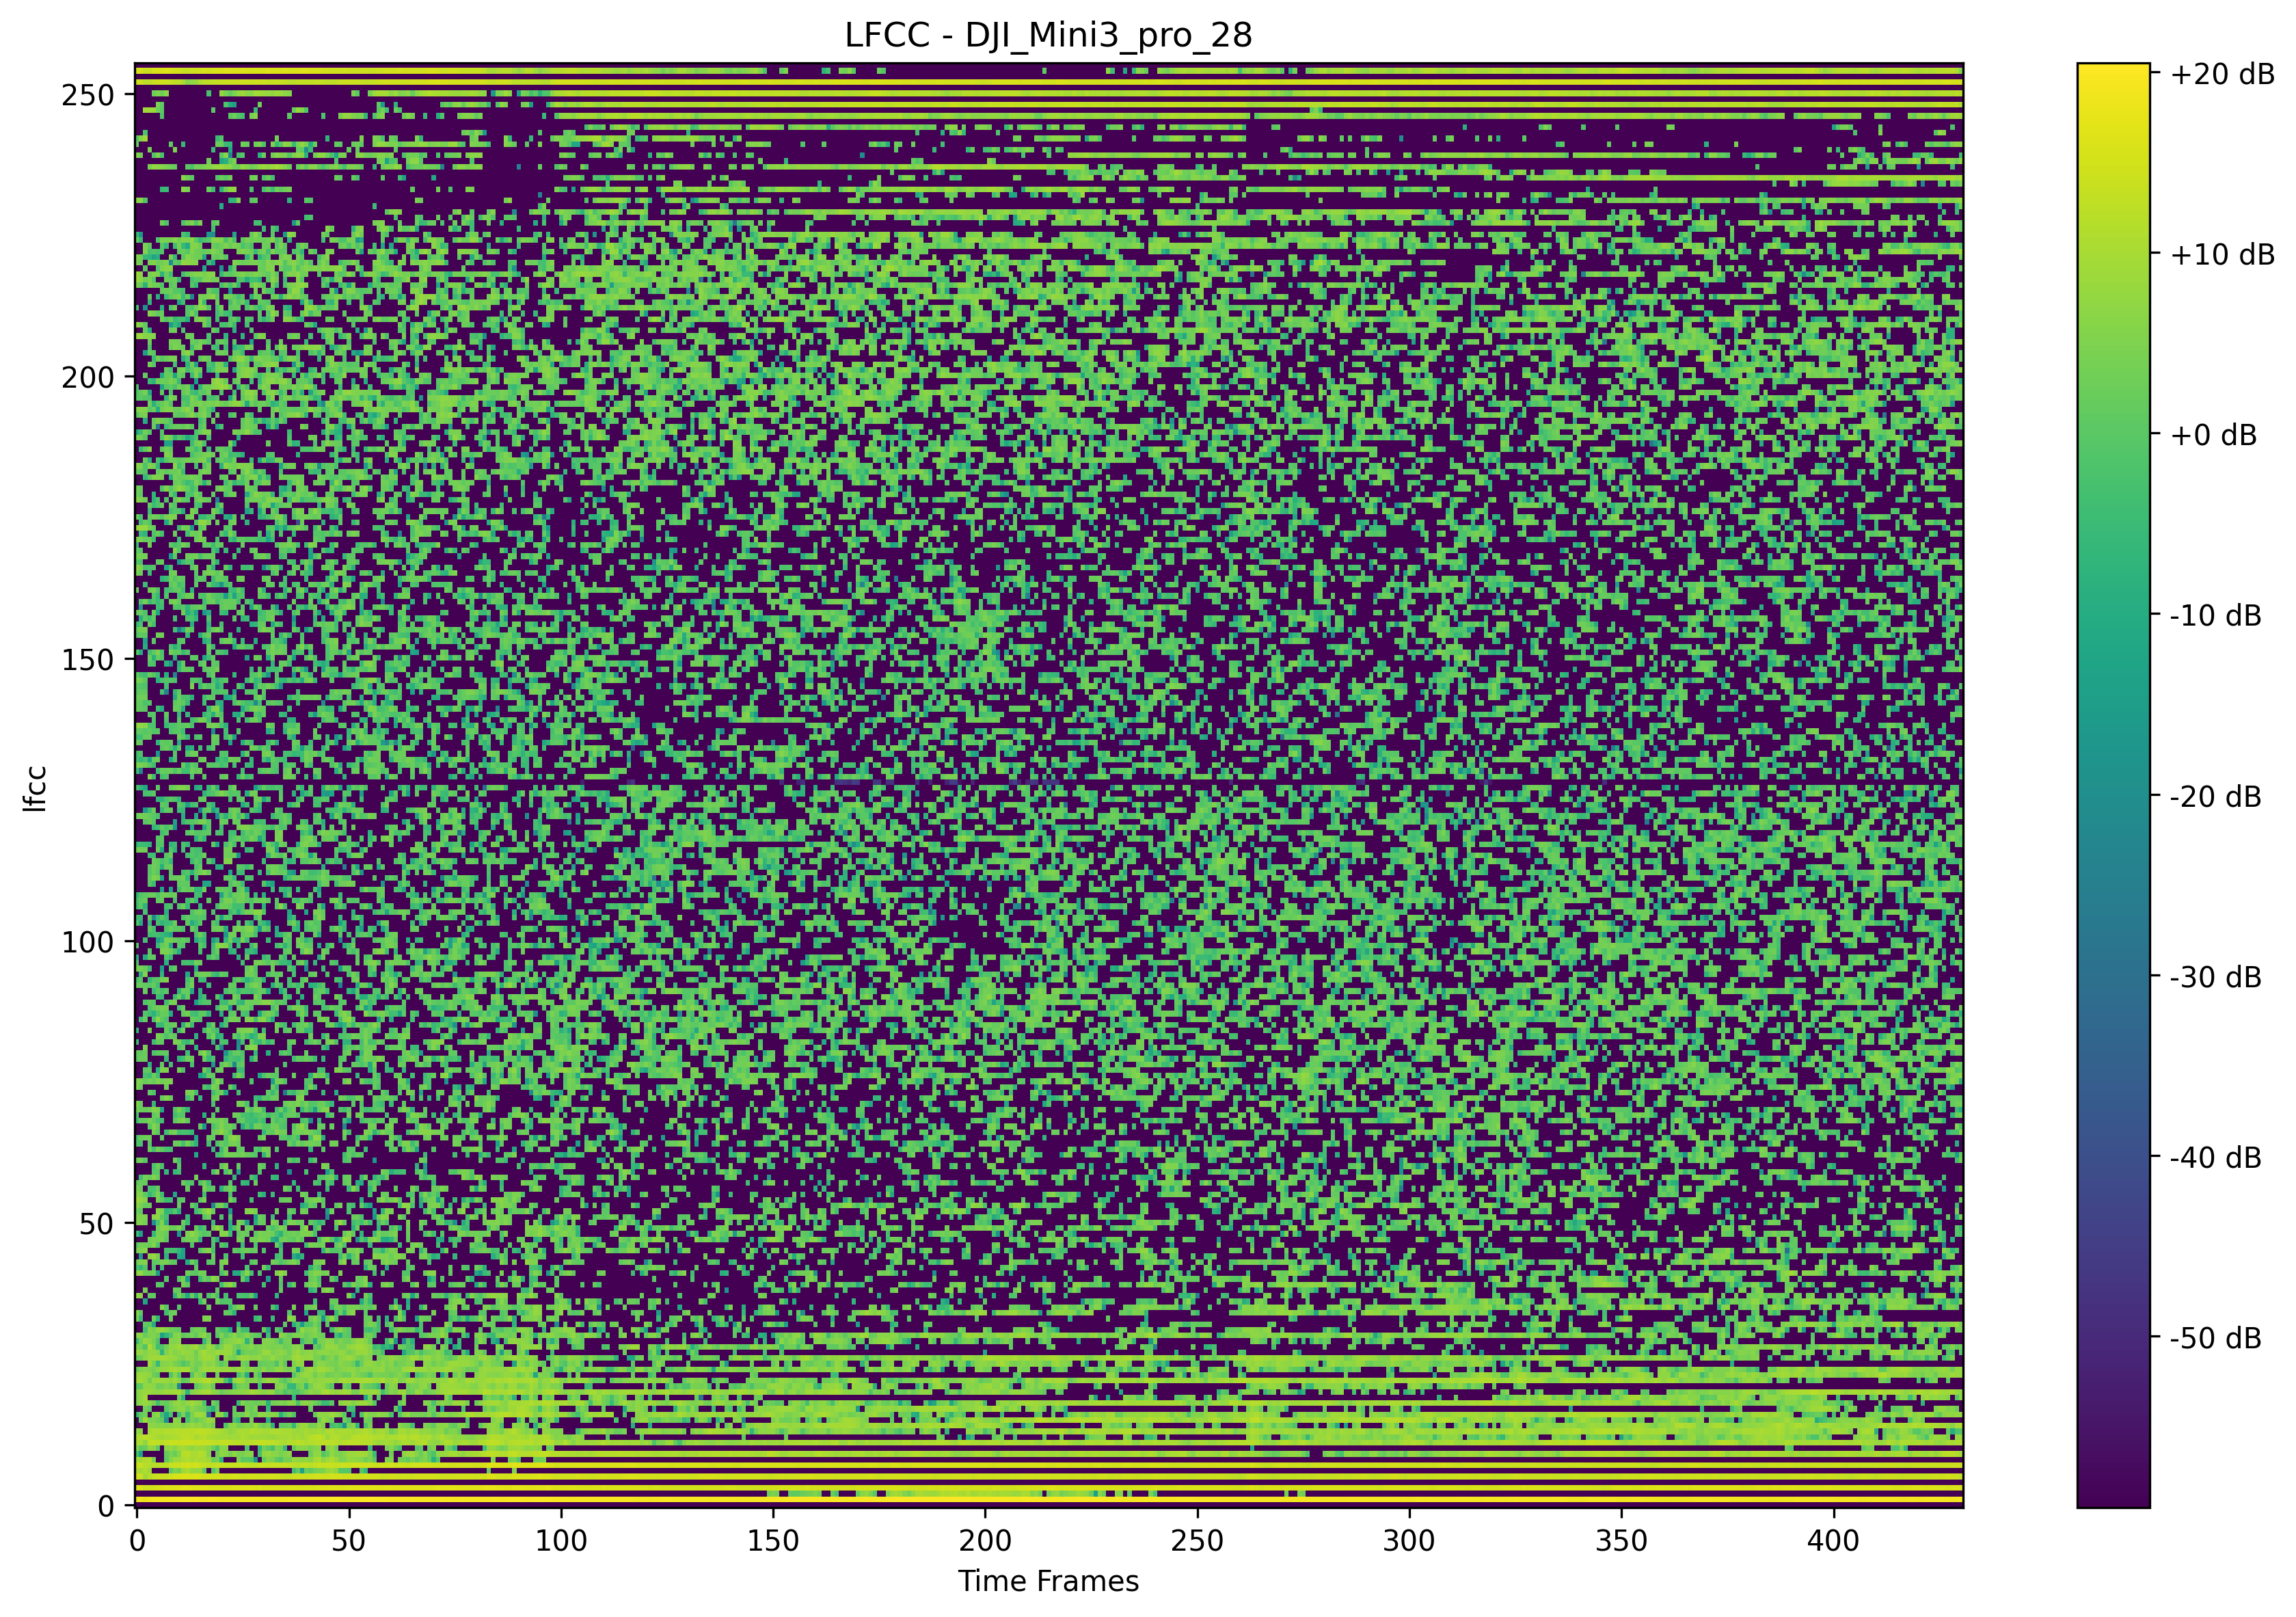 LFCC - DJI_Mini3_pro_28
250
200
150
100
50
0
lfcc
0 50 100 150 200 250 300 350 400
Time Frames
+20 dB
+10 dB
+0 dB
-10 dB
-20 dB
-30 dB
-40 dB
-50 dB